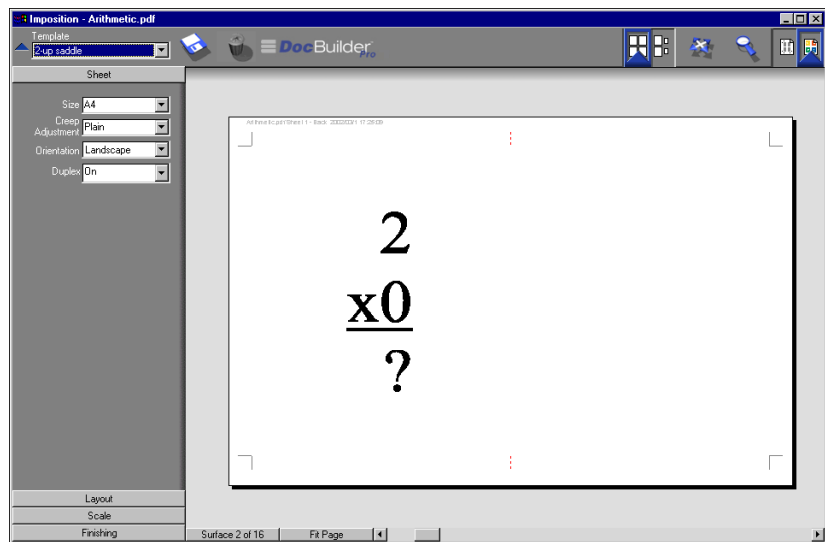 Imposition - Arithmetic.pdf
Template
2-up saddle
DocBuilder Pro
Sheet
Size A4
Creep Adjustment Plain
Orientation Landscape
Duplex On
2
x0
?
Layout
Scale
Finishing
Surface 2 of 16
Fit Page